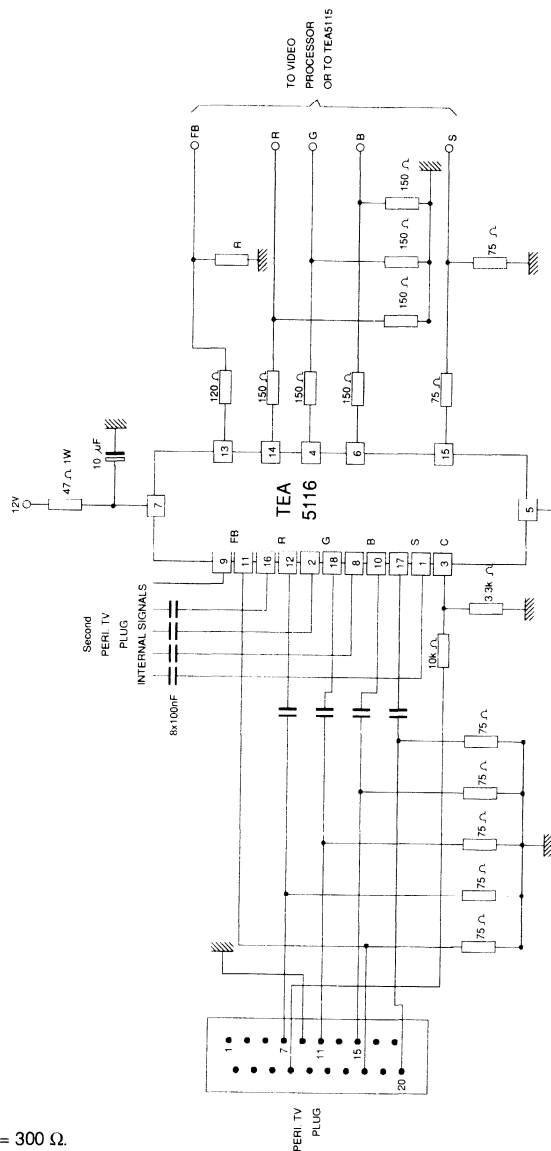 12V
47 Ω 1W
10 µF
7
TEA
5116
9
11
16
12
2
18
8
10
17
1
3
FB
R
G
B
S
C
13
14
4
6
15
5
120 Ω
150 Ω
150 Ω
150 Ω
75 Ω
R
150 Ω
150 Ω
150 Ω
75 Ω
FB
R
G
B
S
TO VIDEO
PROCESSOR
OR TO TEA5115
Second
PERI. TV
PLUG
INTERNAL SIGNALS
8x100nF
10k Ω
3.3k Ω
75 Ω
75 Ω
75 Ω
75 Ω
75 Ω
1
7
11
15
20
PERI. TV
PLUG
= 300 Ω.